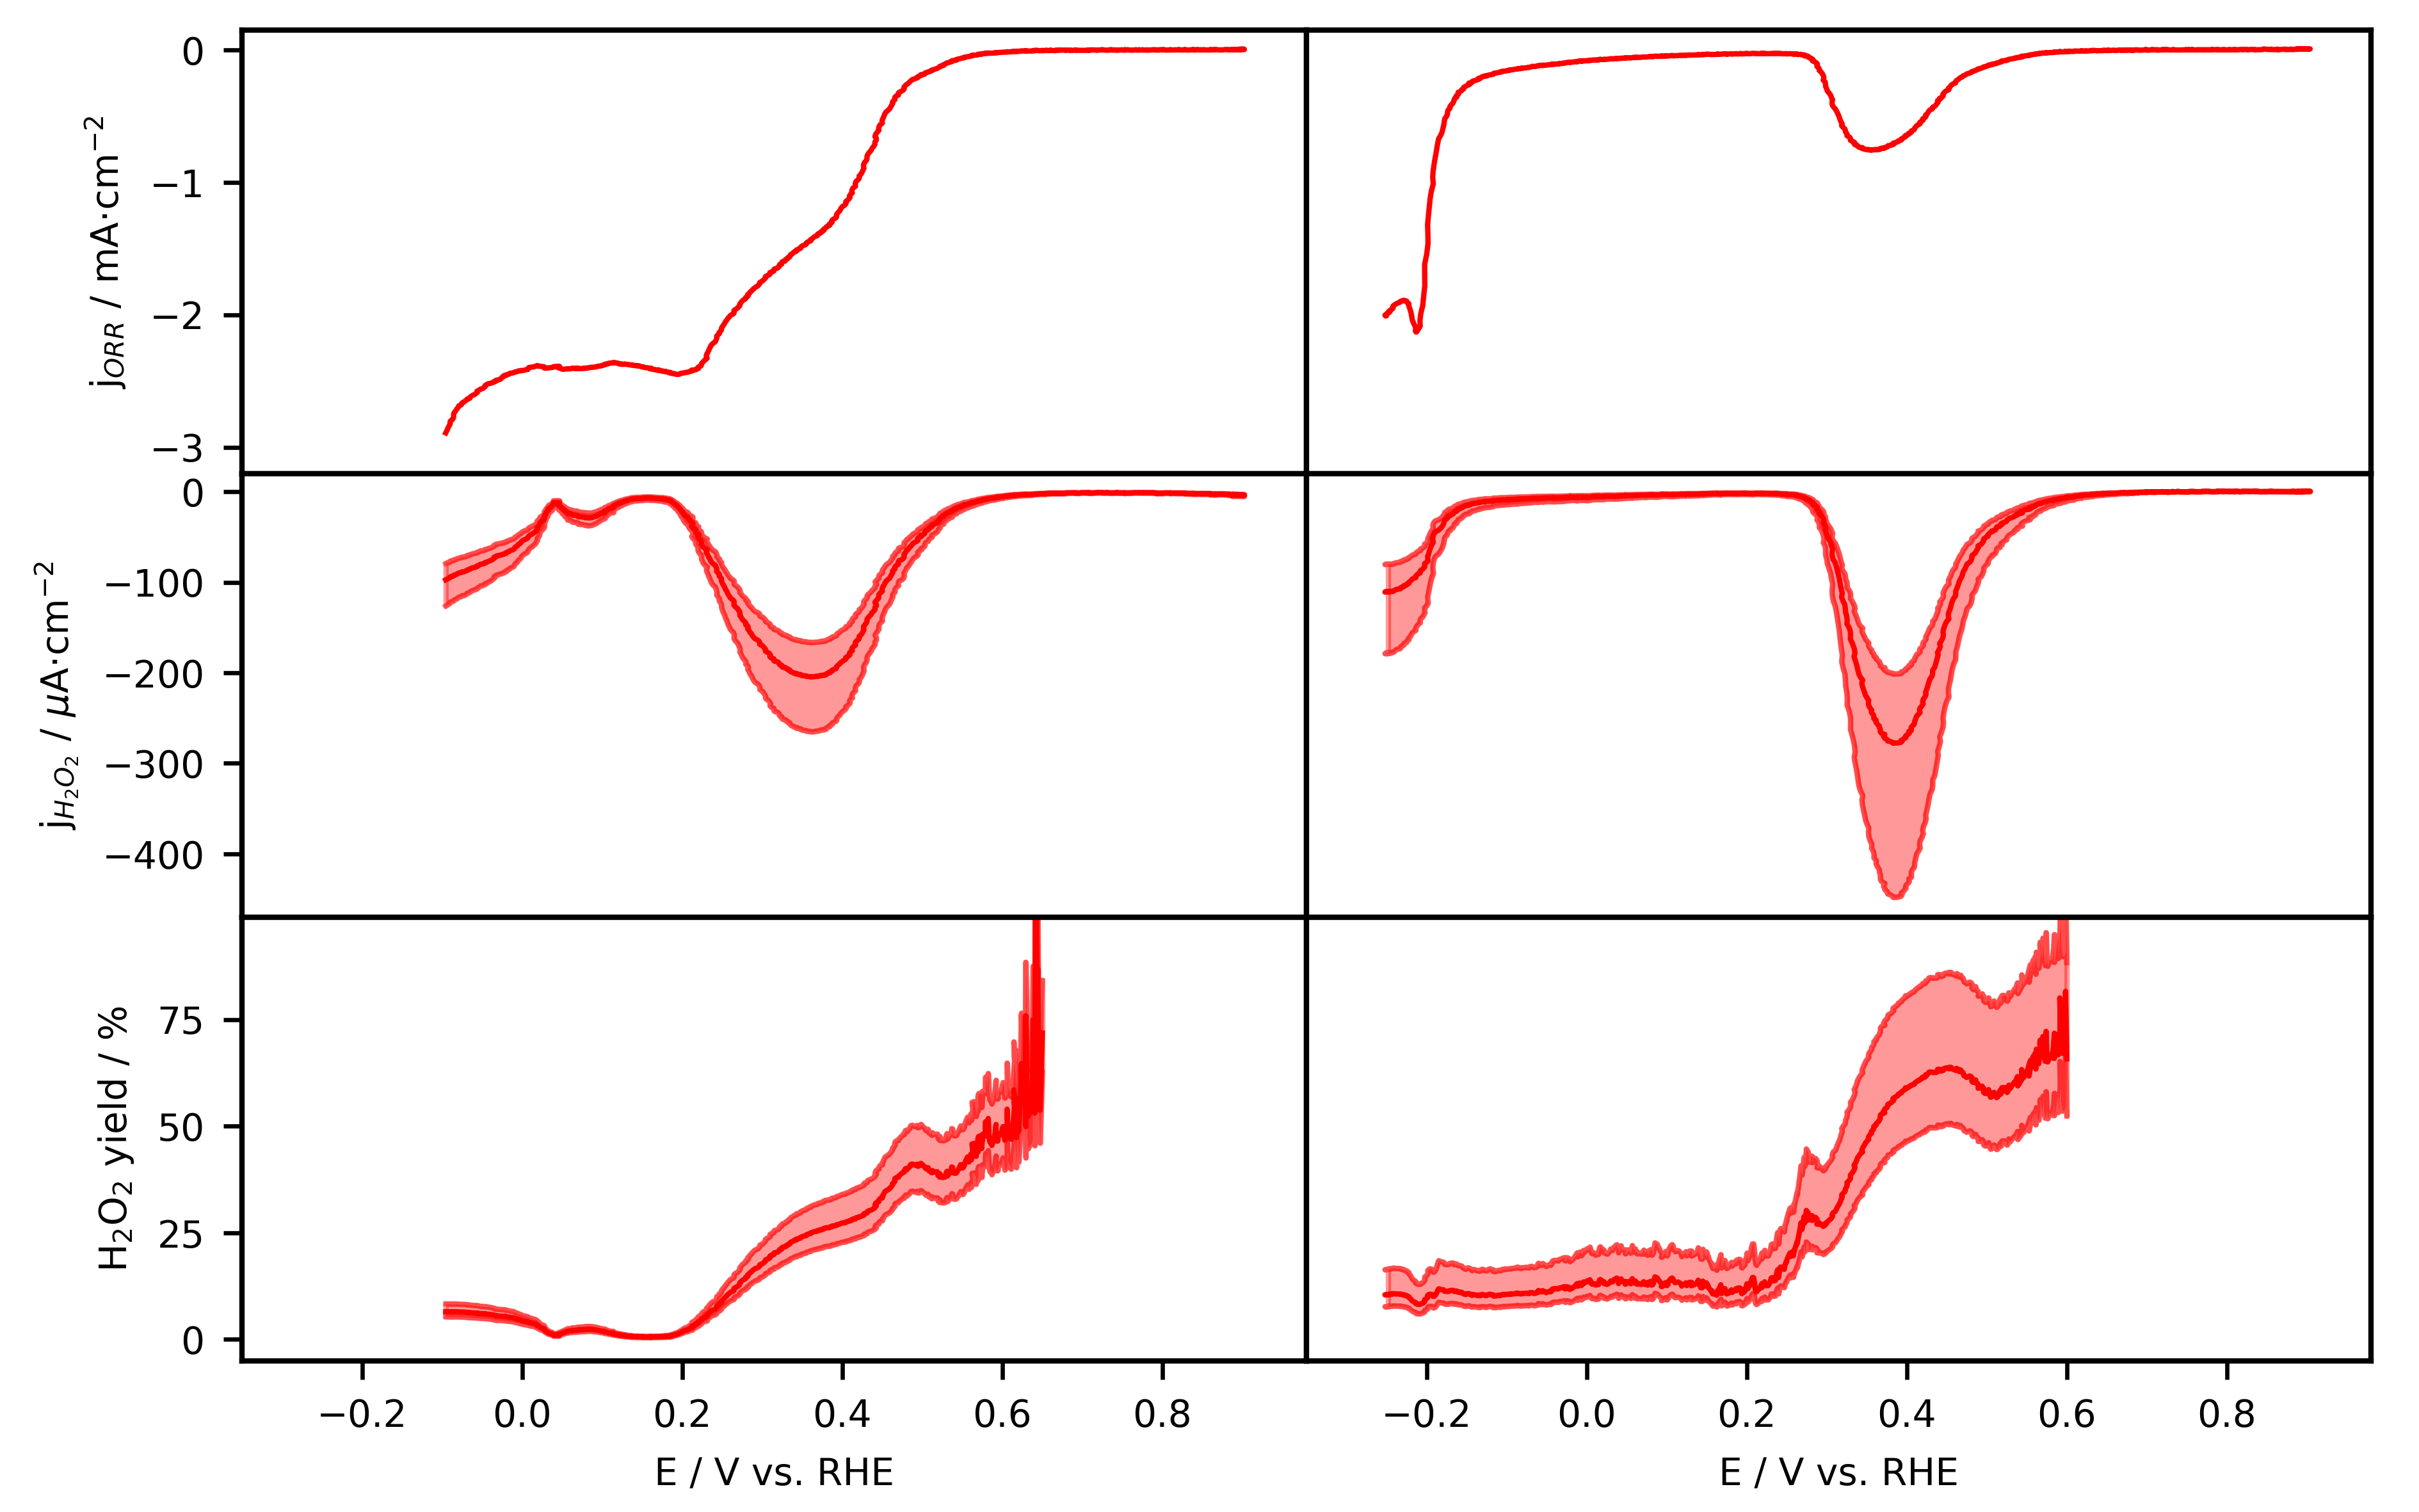 j_ORR / mA·cm⁻²
0
−1
−2
−3
j_H₂O₂ / μA·cm⁻²
0
−100
−200
−300
−400
H₂O₂ yield / %
75
50
25
0
−0.2 0.0 0.2 0.4 0.6 0.8
−0.2 0.0 0.2 0.4 0.6 0.8
E / V vs. RHE
E / V vs. RHE